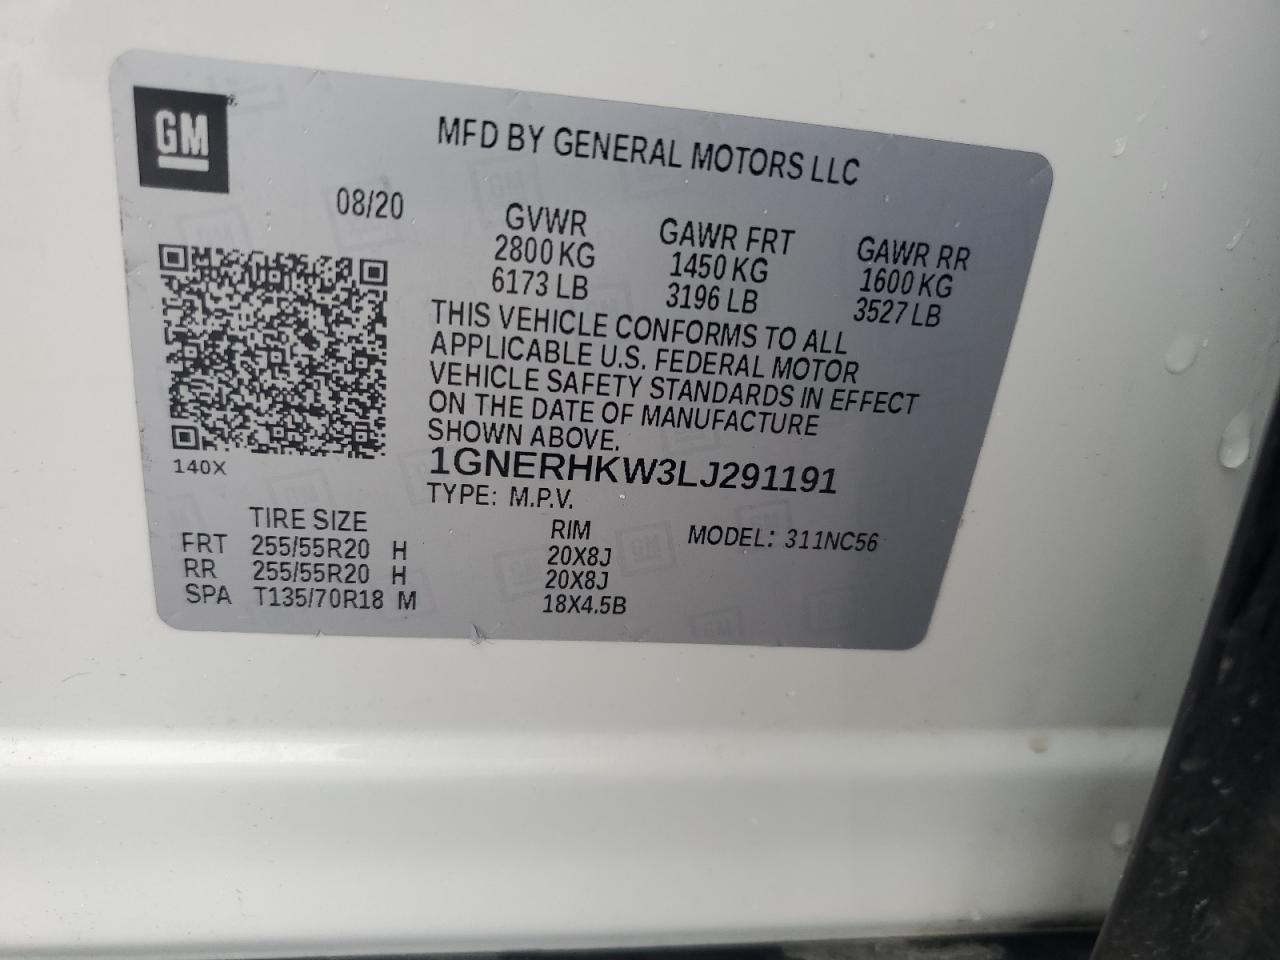 GM
MFD BY GENERAL MOTORS LLC
08/20
GVWR GAWR FRT GAWR RR
2800 KG 1450 KG 1600 KG
6173 LB 3196 LB 3527 LB
THIS VEHICLE CONFORMS TO ALL
APPLICABLE U.S. FEDERAL MOTOR
VEHICLE SAFETY STANDARDS IN EFFECT
ON THE DATE OF MANUFACTURE
SHOWN ABOVE.
140X
1GNERHKW3LJ291191
TYPE: M.P.V.
MODEL: 311NC56
TIRE SIZE RIM
FRT 255/55R20 H 20X8J
RR 255/55R20 H 20X8J
SPA T135/70R18 M 18X4.5B